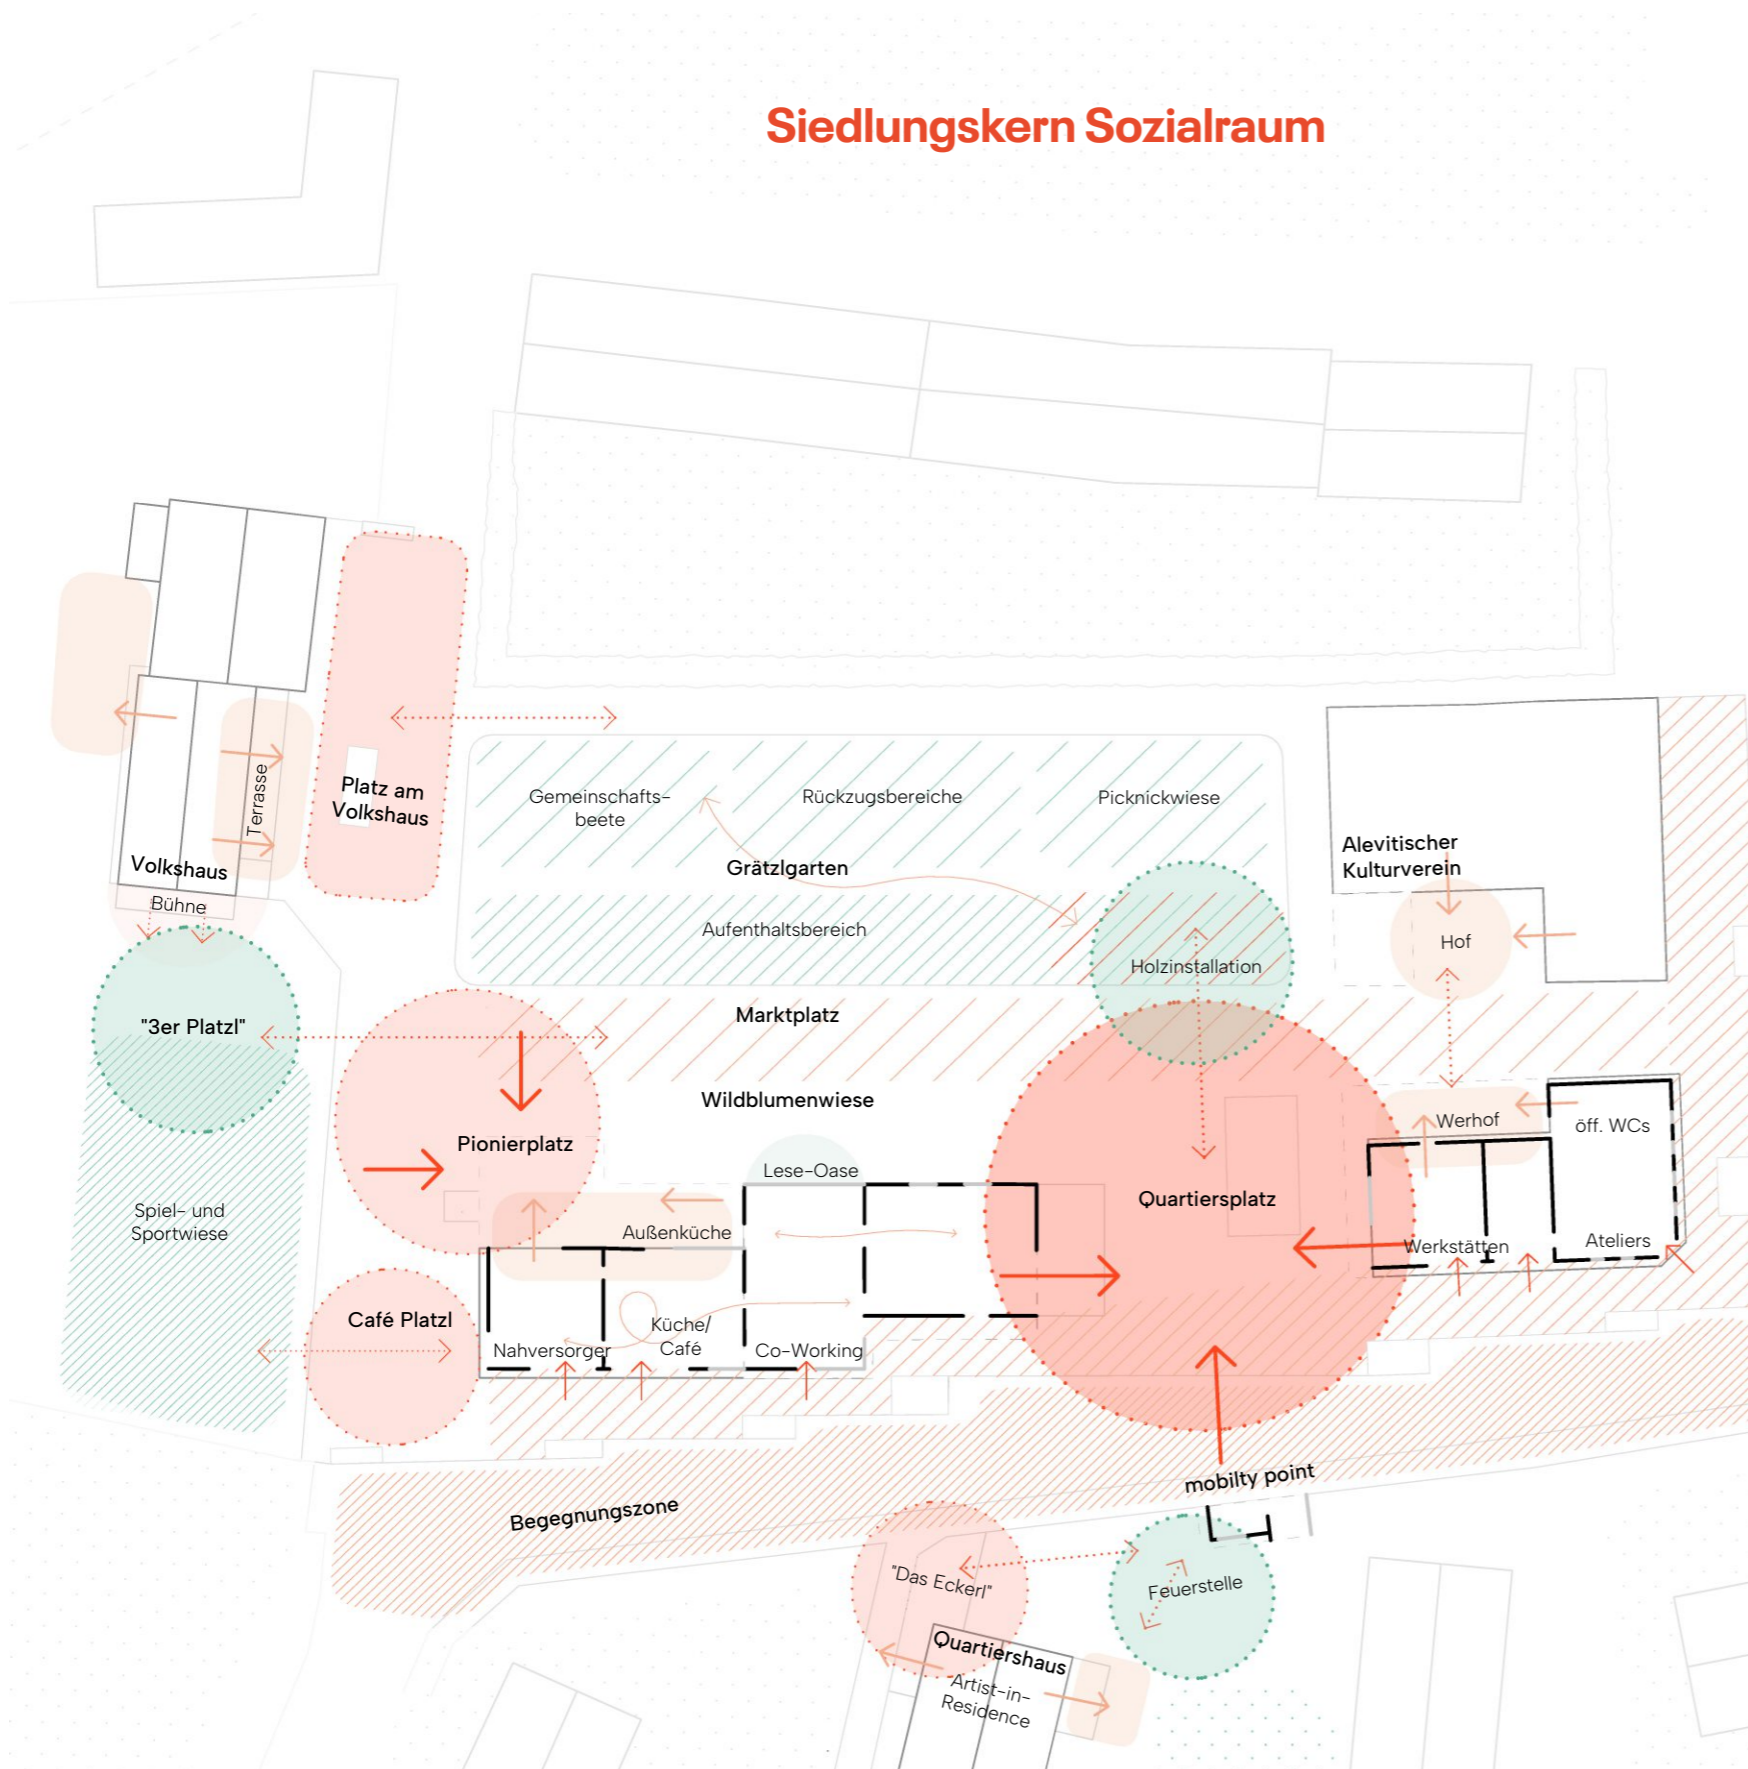 Siedlungskern Sozialraum
Platz am
Volkshaus
Terrasse
Volkshaus
Bühne
Gemeinschafts-
beete
Rückzugsbereiche
Picknickwiese
Grätzlgarten
Aufenthaltsbereich
Holzinstallation
Alevitischer
Kulturverein
Hof
"3er Platzl"
Marktplatz
Wildblumenwiese
Pionierplatz
Lese-Oase
Quartiersplatz
Werhof
öff. WCs
Spiel- und
Sportwiese
Außenküche
Werkstätten
Ateliers
Café Platzl
Nahversorger
Küche/
Café
Co-Working
mobilty point
Begegnungszone
"Das Eckerl"
Feuerstelle
Quartiershaus
Artist-in-
Residence